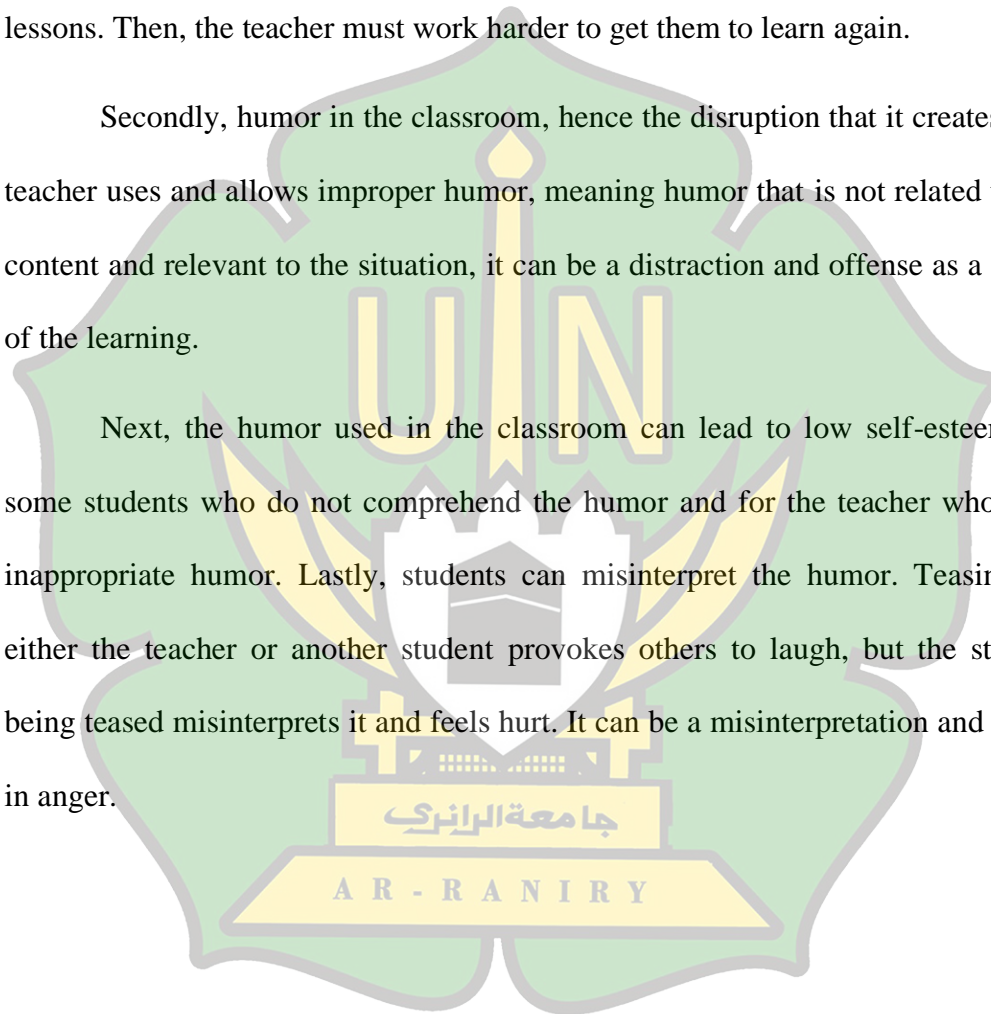 lessons. Then, the teacher must work harder to get them to learn again.
Secondly, humor in the classroom, hence the disruption that it creates
teacher uses and allows improper humor, meaning humor that is not related
content and relevant to the situation, it can be a distraction and offense as a
of the learning.
Next, the humor used in the classroom can lead to low
some students who do not comprehend the humor and for the teacher who
inappropriate humor. Lastly, students can misinterpret the humor.
either the teacher or another student provokes others to laugh, but the
being teased misinterprets it and feels hurt. It can be a misinterpretation and
in anger.
UIN
جامعة الرانري
AR-RANIRY